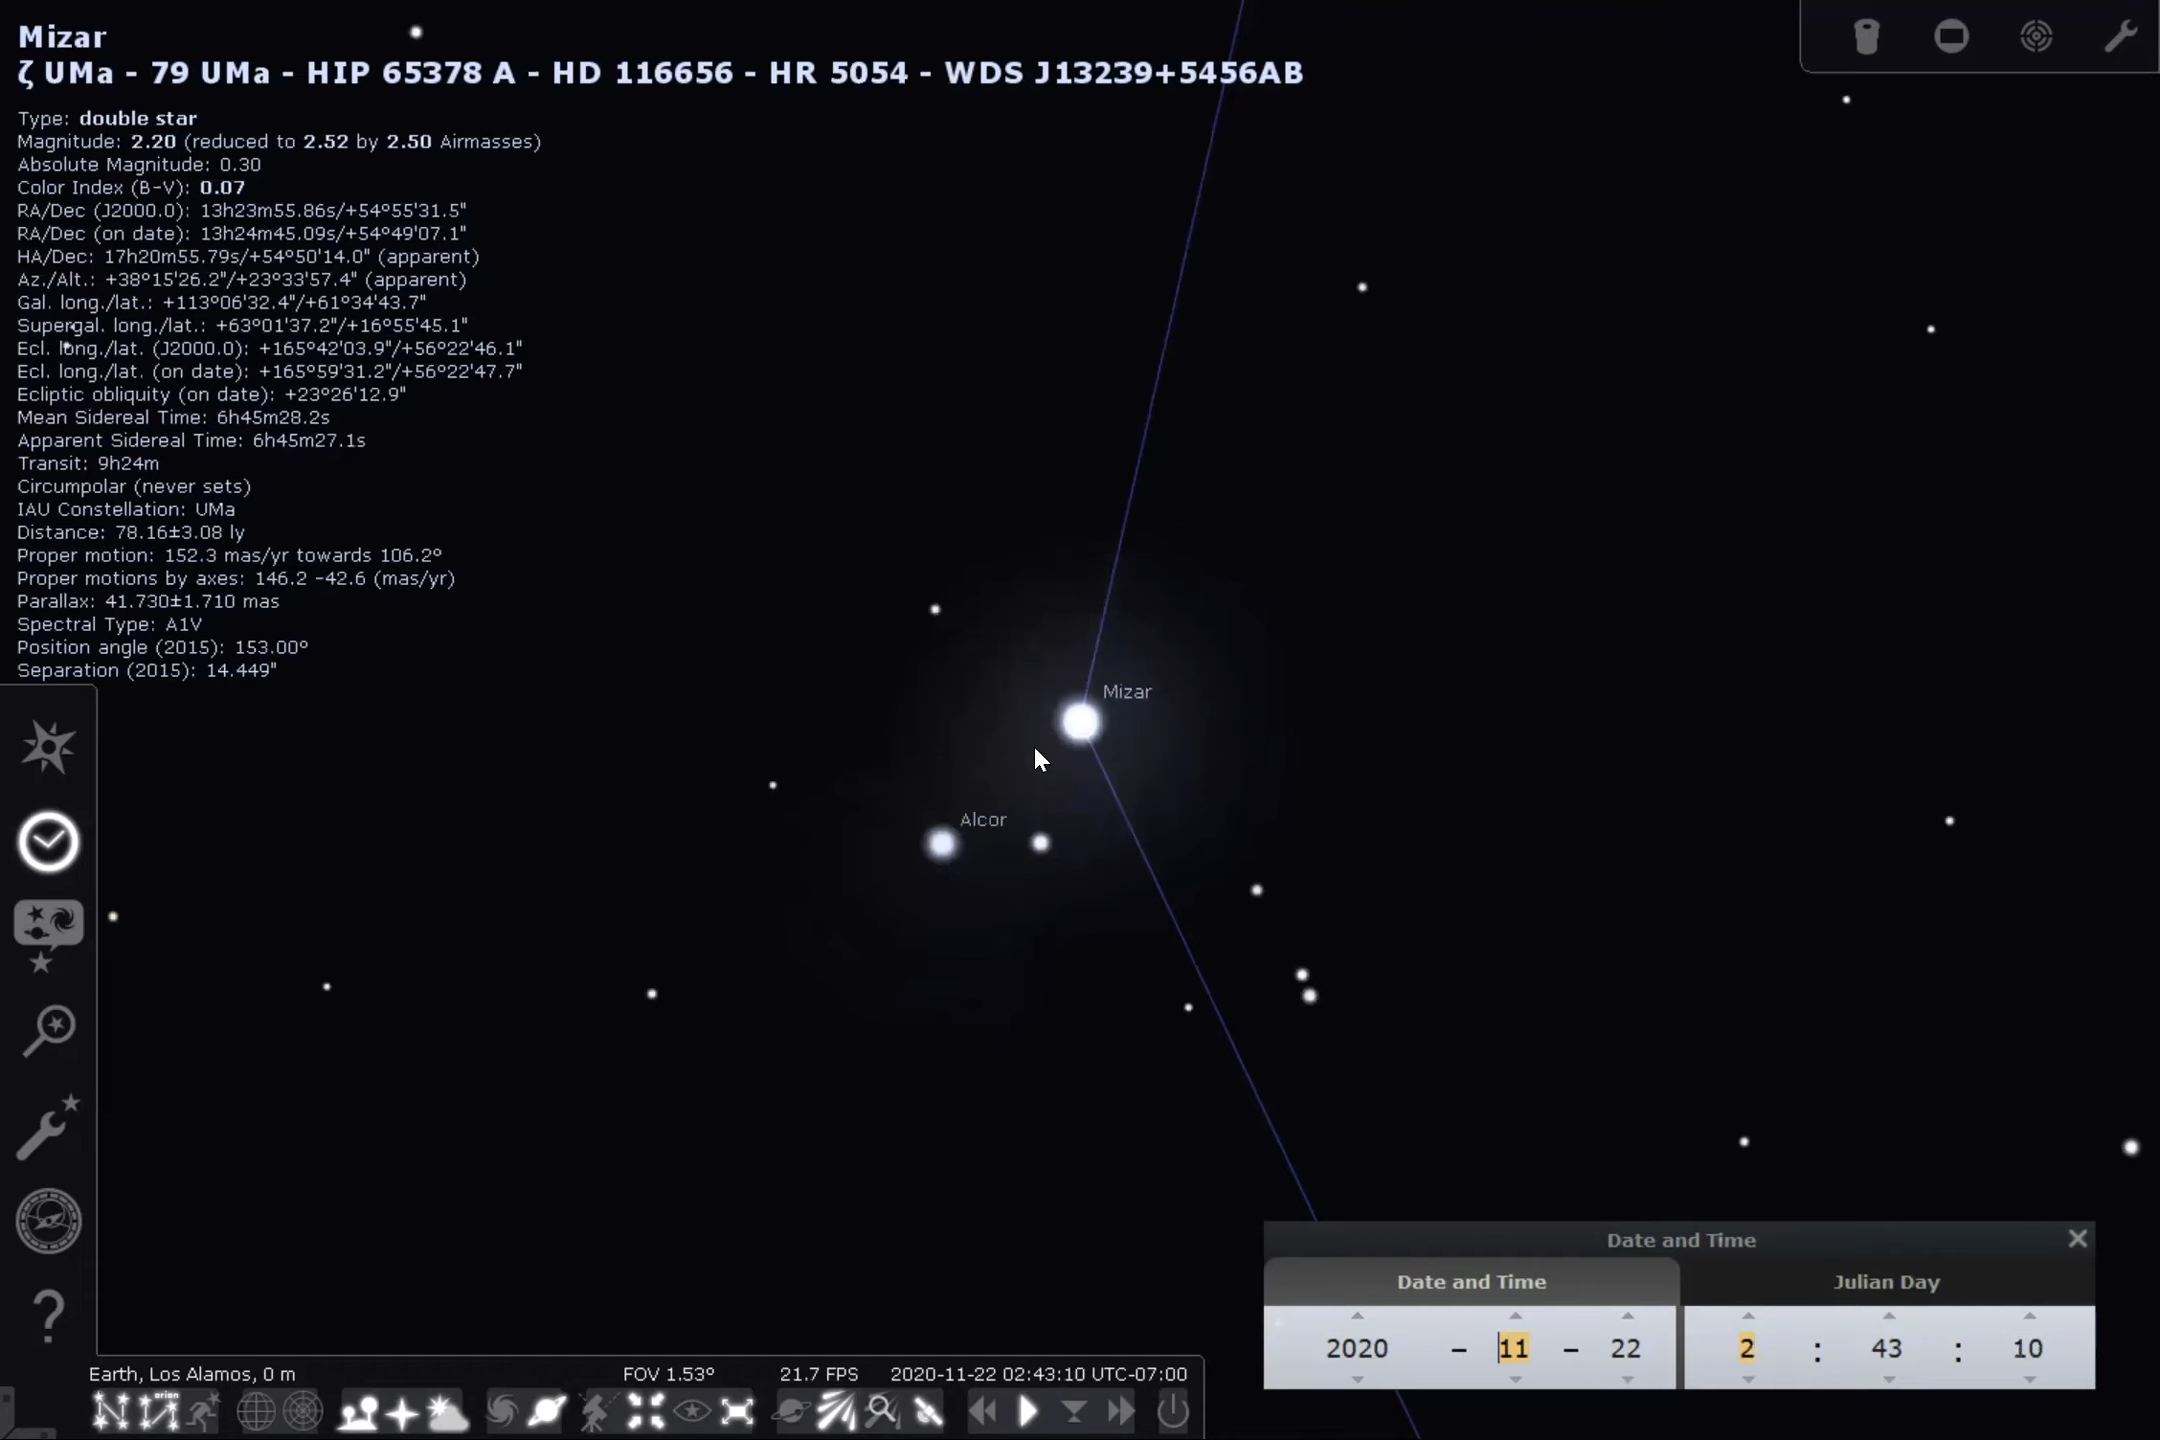 Mizar
ζ UMa - 79 UMa - HIP 65378 A - HD 116656 - HR 5054 - WDS J13239+5456AB
Type: double star
Magnitude: 2.20 (reduced to 2.52 by 2.50 Airmasses)
Absolute Magnitude: 0.30
Color Index (B-V): 0.07
RA/Dec (J2000.0): 13h23m55.86s/+54°55'31.5"
RA/Dec (on date): 13h24m45.09s/+54°49'07.1"
HA/Dec: 17h20m55.79s/+54°50'14.0" (apparent)
Az./Alt.: +38°15'26.2"/+23°33'57.4" (apparent)
Gal. long./lat.: +113°06'32.4"/+61°34'43.7"
Supergal. long./lat.: +63°01'37.2"/+16°55'45.1"
Ecl. long./lat. (J2000.0): +165°42'03.9"/+56°22'46.1"
Ecl. long./lat. (on date): +165°59'31.2"/+56°22'47.7"
Ecliptic obliquity (on date): +23°26'12.9"
Mean Sidereal Time: 6h45m28.2s
Apparent Sidereal Time: 6h45m27.1s
Transit: 9h24m
Circumpolar (never sets)
IAU Constellation: UMa
Distance: 78.16±3.08 ly
Proper motion: 152.3 mas/yr towards 106.2°
Proper motions by axes: 146.2 -42.6 (mas/yr)
Parallax: 41.730±1.710 mas
Spectral Type: A1V
Position angle (2015): 153.00°
Separation (2015): 14.449"
Mizar
Alcor
Date and Time
Date and Time Julian Day
2020 - 11 - 22 2 : 43 : 10
Earth, Los Alamos, 0 m FOV 1.53° 21.7 FPS 2020-11-22 02:43:10 UTC-07:00
orian